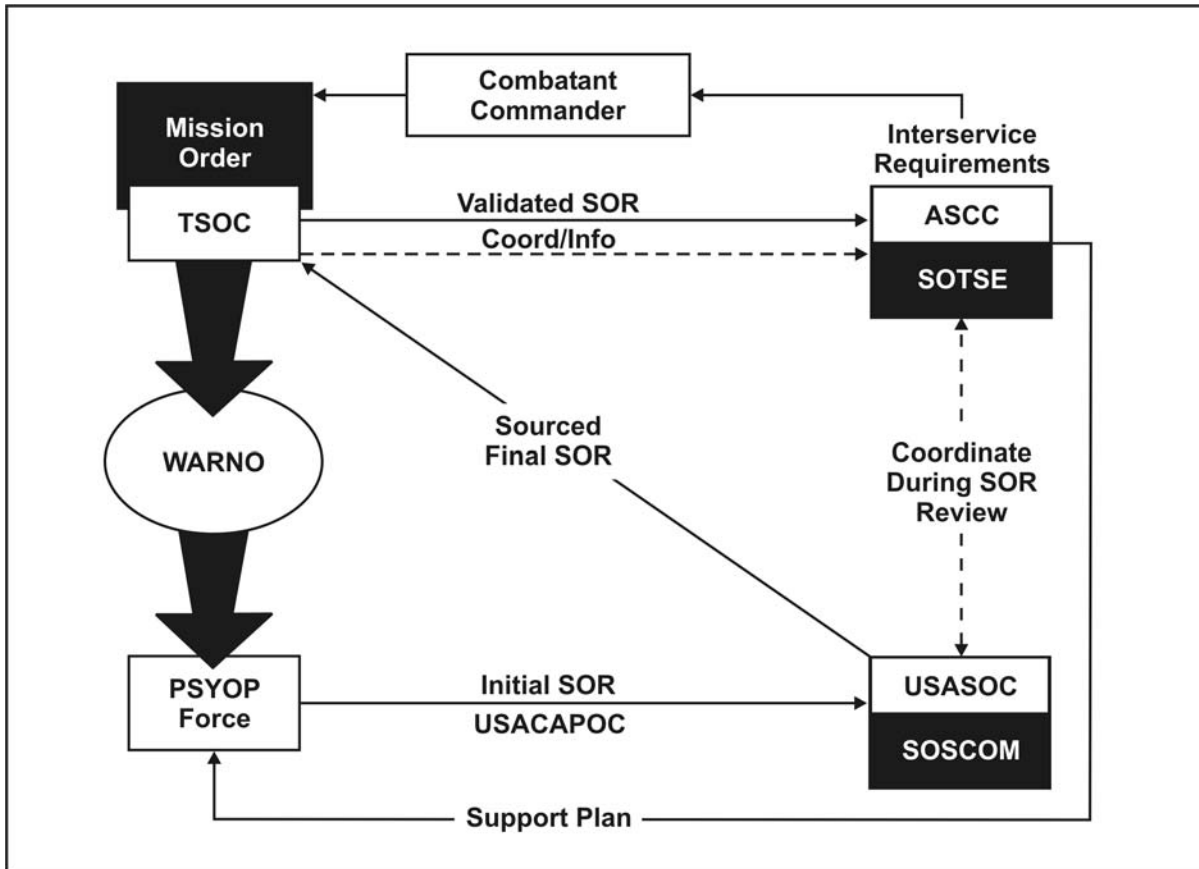 Combatant
Commander
Mission
Order
Interservice
Requirements
TSOC
Validated SOR
Coord/Info
ASCC
SOTSE
WARNO
Sourced
Final SOR
Coordinate
During SOR
Review
PSYOP
Force
Initial SOR
USACAPOC
USASOC
SOSCOM
Support Plan